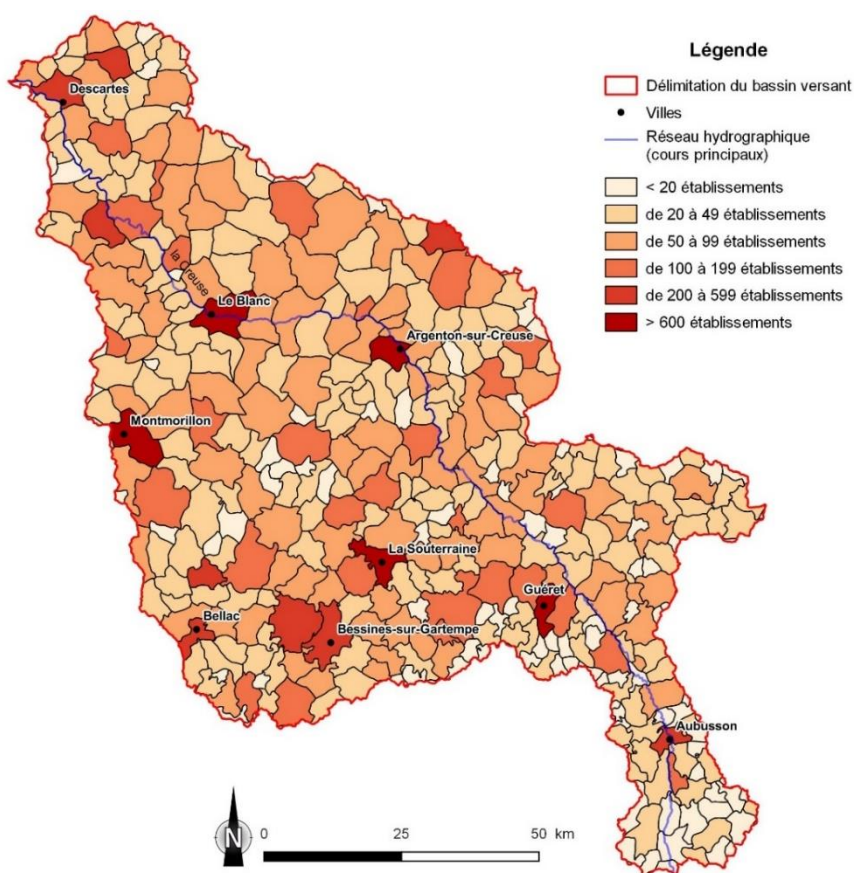 Légende
Délimitation du bassin versant
Villes
Réseau hydrographique
(cours principaux)
< 20 établissements
de 20 à 49 établissements
de 50 à 99 établissements
de 100 à 199 établissements
de 200 à 599 établissements
> 600 établissements
Descartes
la Creuse
Le Blanc
Argenton-sur-Creuse
Montmorillon
La Souterraine
Guéret
Bellac
Bessines-sur-Gartempe
Aubusson
N
0 25 50 km